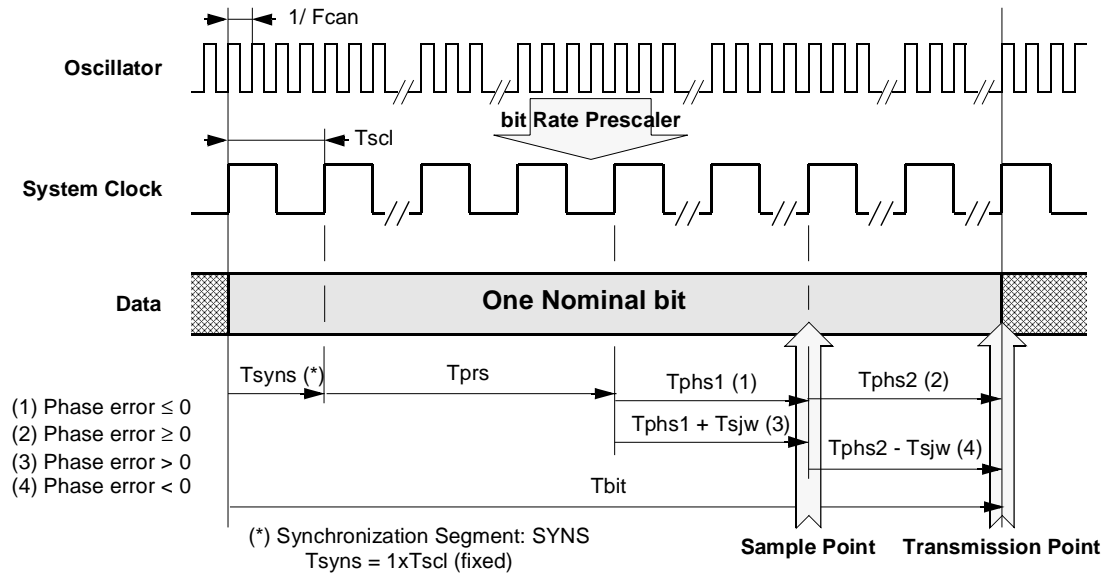 1/ Fcan
Oscillator
bit Rate Prescaler
Tscl
System Clock
Data
One Nominal bit
Tsyns (*)
Tprs
Tphs1 (1)
Tphs2 (2)
(1) Phase error ≤ 0
(2) Phase error ≥ 0
(3) Phase error > 0
(4) Phase error < 0
Tphs1 + Tsjw (3)
Tphs2 - Tsjw (4)
Tbit
(*) Synchronization Segment: SYNS
Tsyns = 1xTscl (fixed)
Sample Point
Transmission Point